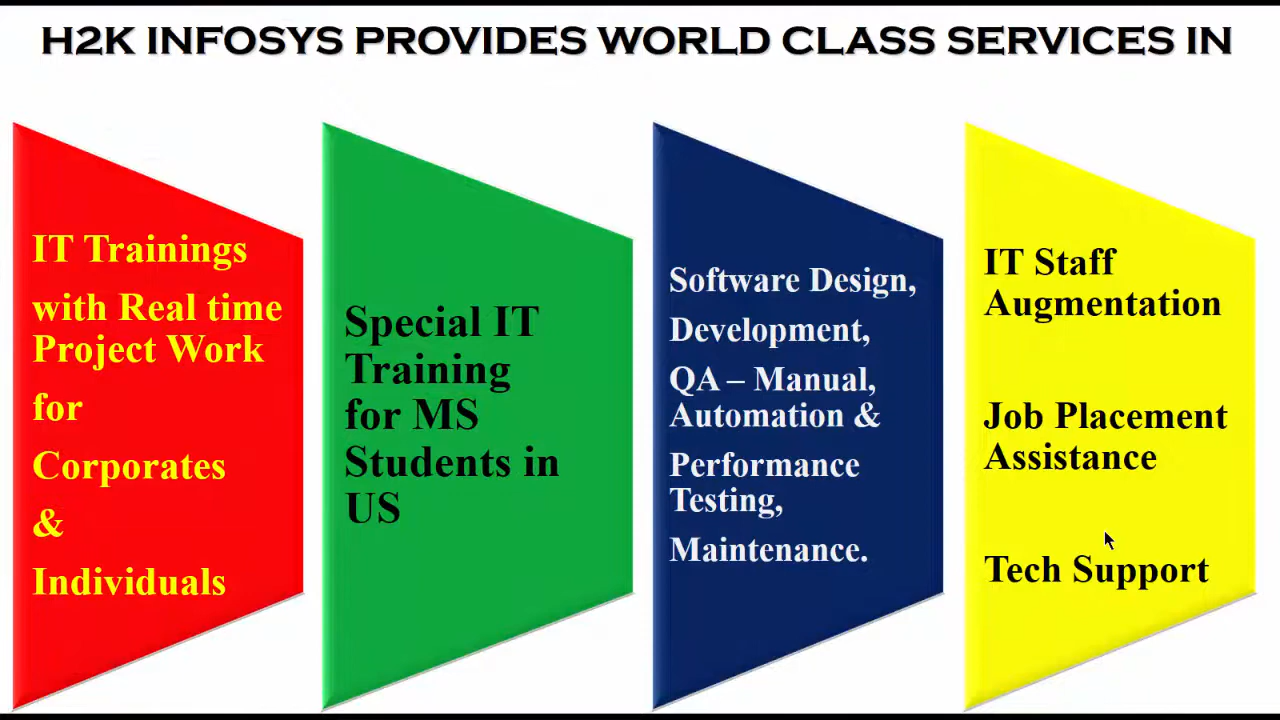 H2K INFOSYS PROVIDES WORLD CLASS SERVICES IN
IT Trainings
with Real time
Project Work
for
Corporates
&
Individuals
Special IT
Training
for MS
Students in
US
Software Design,
Development,
QA – Manual,
Automation &
Performance
Testing,
Maintenance.
IT Staff
Augmentation
Job Placement
Assistance
Tech Support